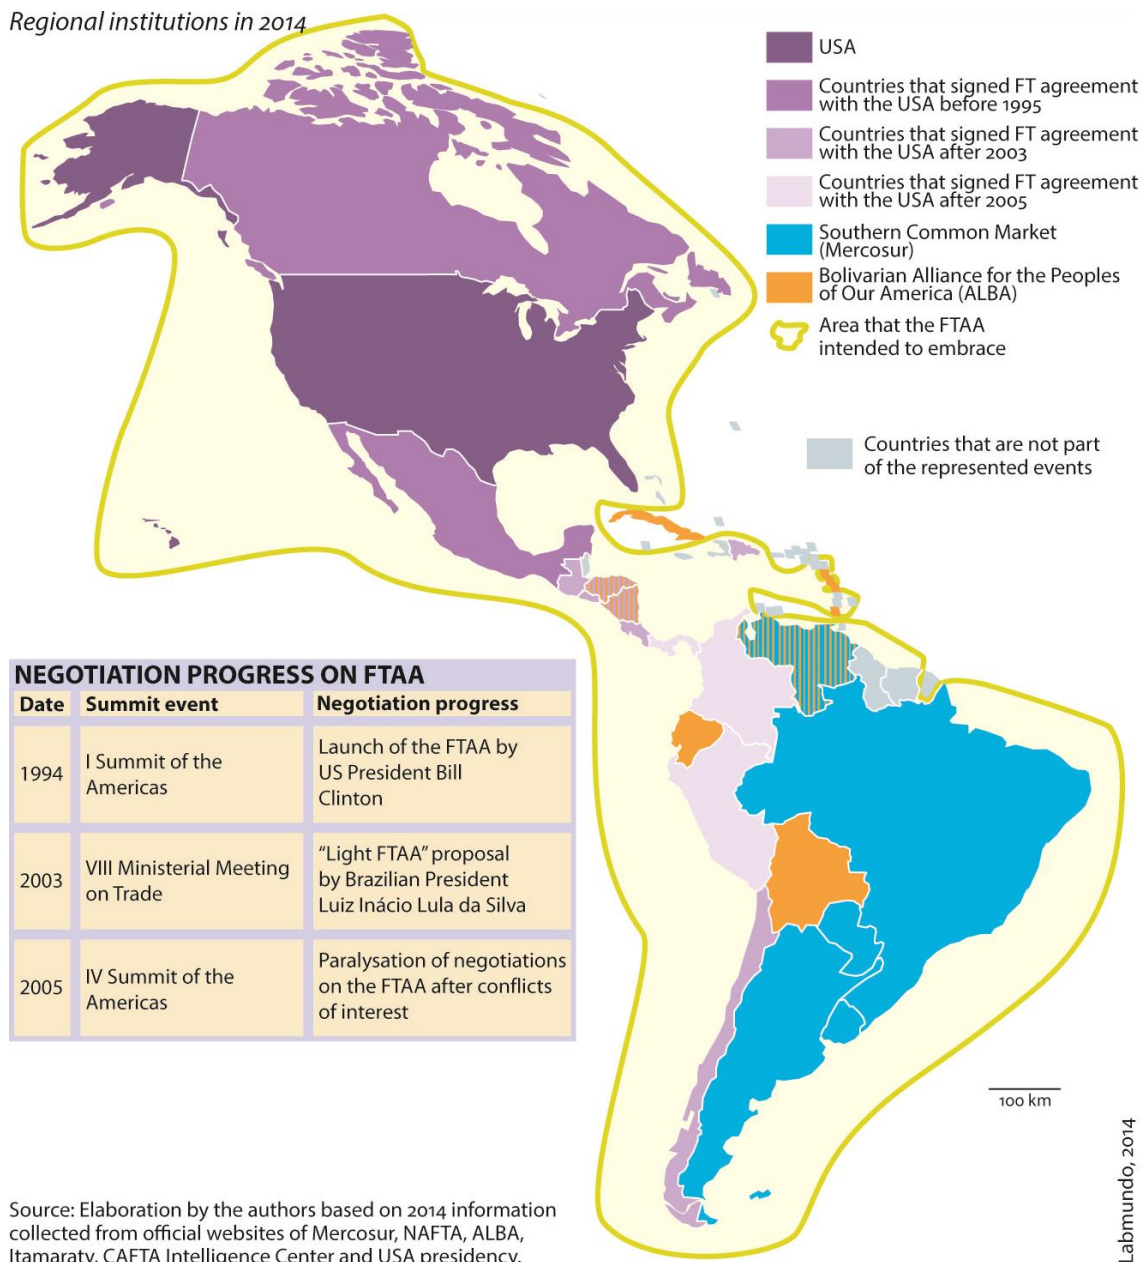 Regional institutions in 2014
USA
Countries that signed FT agreement
with the USA before 1995
Countries that signed FT agreement
with the USA after 2003
Countries that signed FT agreement
with the USA after 2005
Southern Common Market
(Mercosur)
Bolivarian Alliance for the Peoples
of Our America (ALBA)
Area that the FTAA
intended to embrace
Countries that are not part
of the represented events
NEGOTIATION PROGRESS ON FTAA
Date Summit event Negotiation progress
1994
I Summit of the
Americas
Launch of the FTAA by
US President Bill
Clinton
2003
VIII Ministerial Meeting
on Trade
“Light FTAA” proposal
by Brazilian President
Luiz Inácio Lula da Silva
2005
IV Summit of the
Americas
Paralysation of negotiations
on the FTAA after conflicts
of interest
100 km
Labmundo, 2014
Source: Elaboration by the authors based on 2014 information
collected from official websites of Mercosur, NAFTA, ALBA,
Itamaraty, CAFTA Intelligence Center and USA presidency.